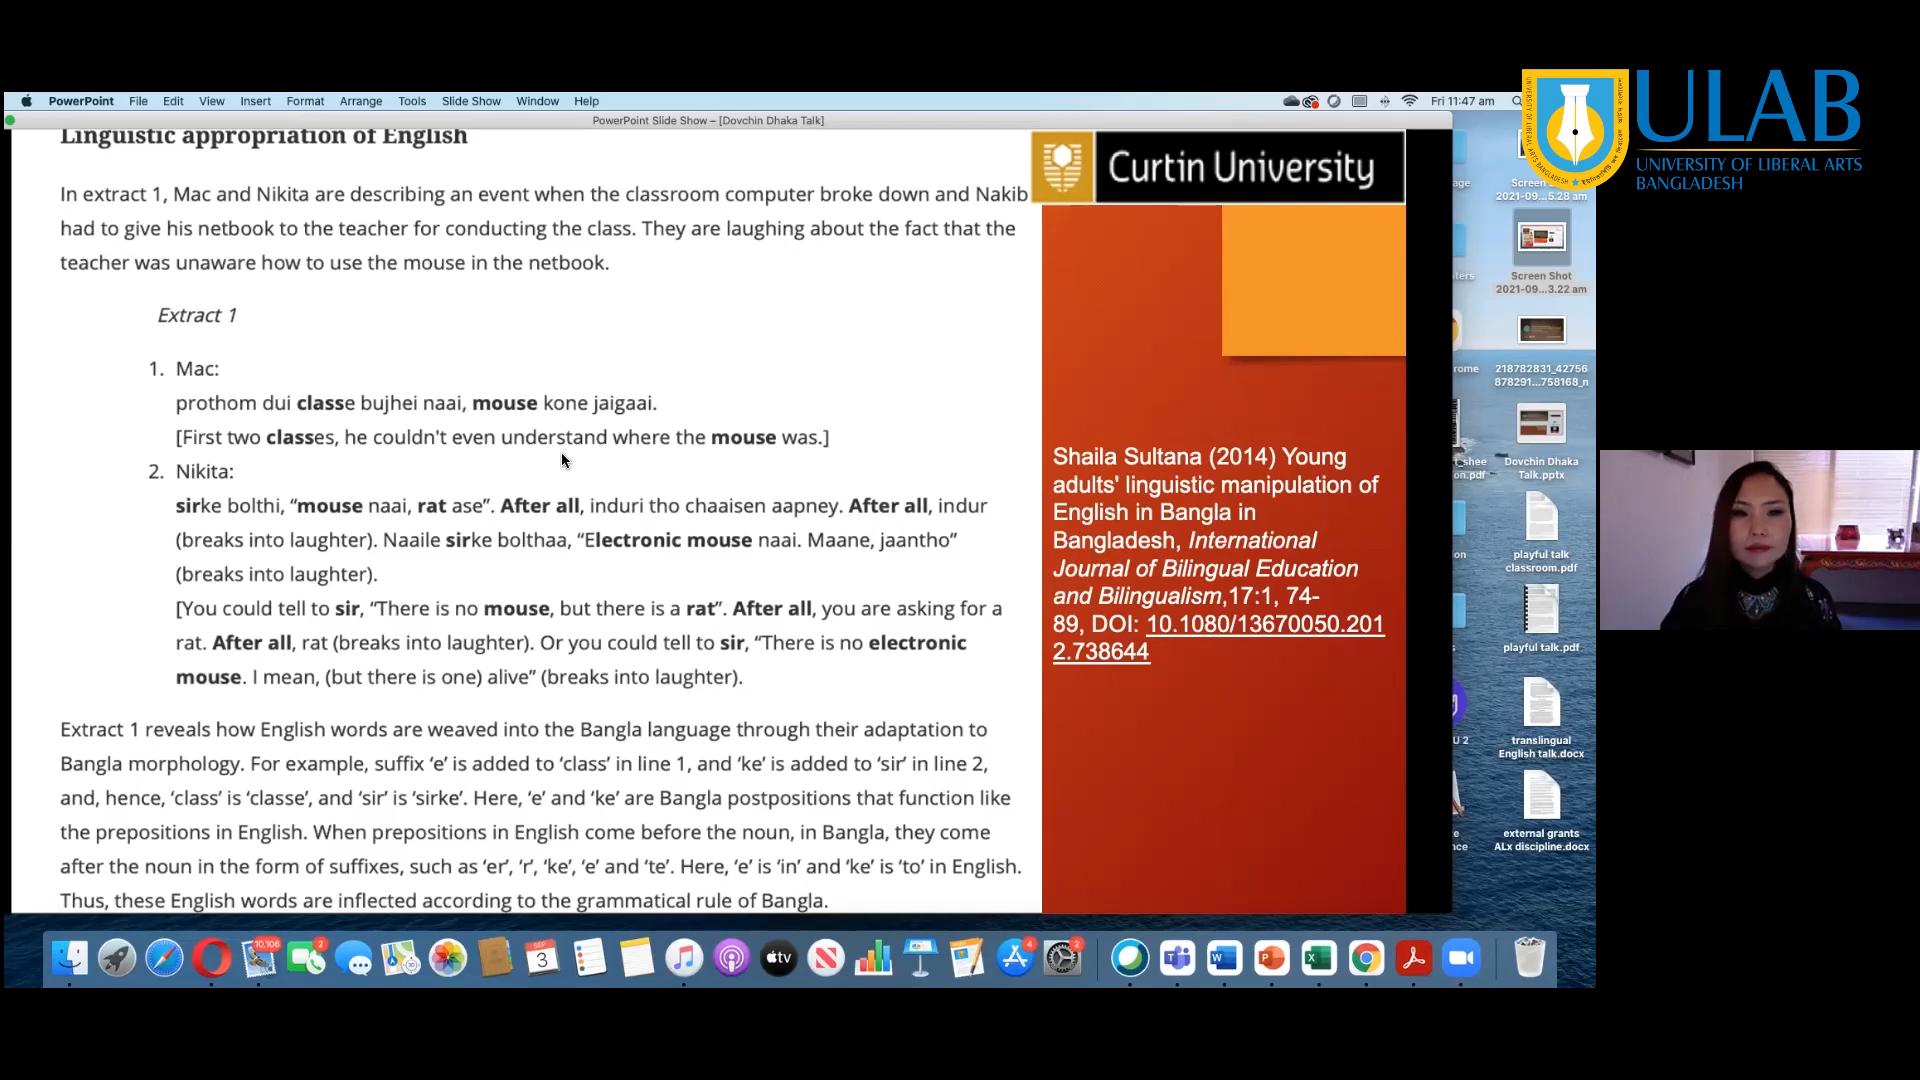 PowerPoint File Edit View Insert Format Arrange Tools Slide Show Window Help Fri 11:47 am
PowerPoint Slide Show – [Dovchin Dhaka Talk]
ULAB
UNIVERSITY OF LIBERAL ARTS
BANGLADESH
Curtin University
Linguistic appropriation of English
In extract 1, Mac and Nikita are describing an event when the classroom computer broke down and Nakib
had to give his netbook to the teacher for conducting the class. They are laughing about the fact that the
teacher was unaware how to use the mouse in the netbook.
Extract 1
1. Mac:
prothom dui classe bujhei naai, mouse kone jaigaai.
[First two classes, he couldn't even understand where the mouse was.]
2. Nikita:
sirke bolthi, “mouse naai, rat ase”. After all, induri tho chaaisen aapney. After all, indur
(breaks into laughter). Naaile sirke bolthaa, “Electronic mouse naai. Maane, jaantho”
(breaks into laughter).
[You could tell to sir, “There is no mouse, but there is a rat”. After all, you are asking for a
rat. After all, rat (breaks into laughter). Or you could tell to sir, “There is no electronic
mouse. I mean, (but there is one) alive” (breaks into laughter).
Extract 1 reveals how English words are weaved into the Bangla language through their adaptation to
Bangla morphology. For example, suffix ‘e’ is added to ‘class’ in line 1, and ‘ke’ is added to ‘sir’ in line 2,
and, hence, ‘class’ is ‘classe’, and ‘sir’ is ‘sirke’. Here, ‘e’ and ‘ke’ are Bangla postpositions that function like
the prepositions in English. When prepositions in English come before the noun, in Bangla, they come
after the noun in the form of suffixes, such as ‘er’, ‘r’, ‘ke’, ‘e’ and ‘te’. Here, ‘e’ is ‘in’ and ‘ke’ is ‘to’ in English.
Thus, these English words are inflected according to the grammatical rule of Bangla.
Shaila Sultana (2014) Young
adults' linguistic manipulation of
English in Bangla in
Bangladesh, International
Journal of Bilingual Education
and Bilingualism,17:1, 74-
89, DOI: 10.1080/13670050.201
2.738644
Screen Shot
2021-09...3.22 am
218782831_42756
878291...758168_n
Dovchin Dhaka
Talk.pptx
playful talk
classroom.pdf
playful talk.pdf
translingual
English talk.docx
external grants
ALx discipline.docx
10,106
2
SEP
3
tv
4
2